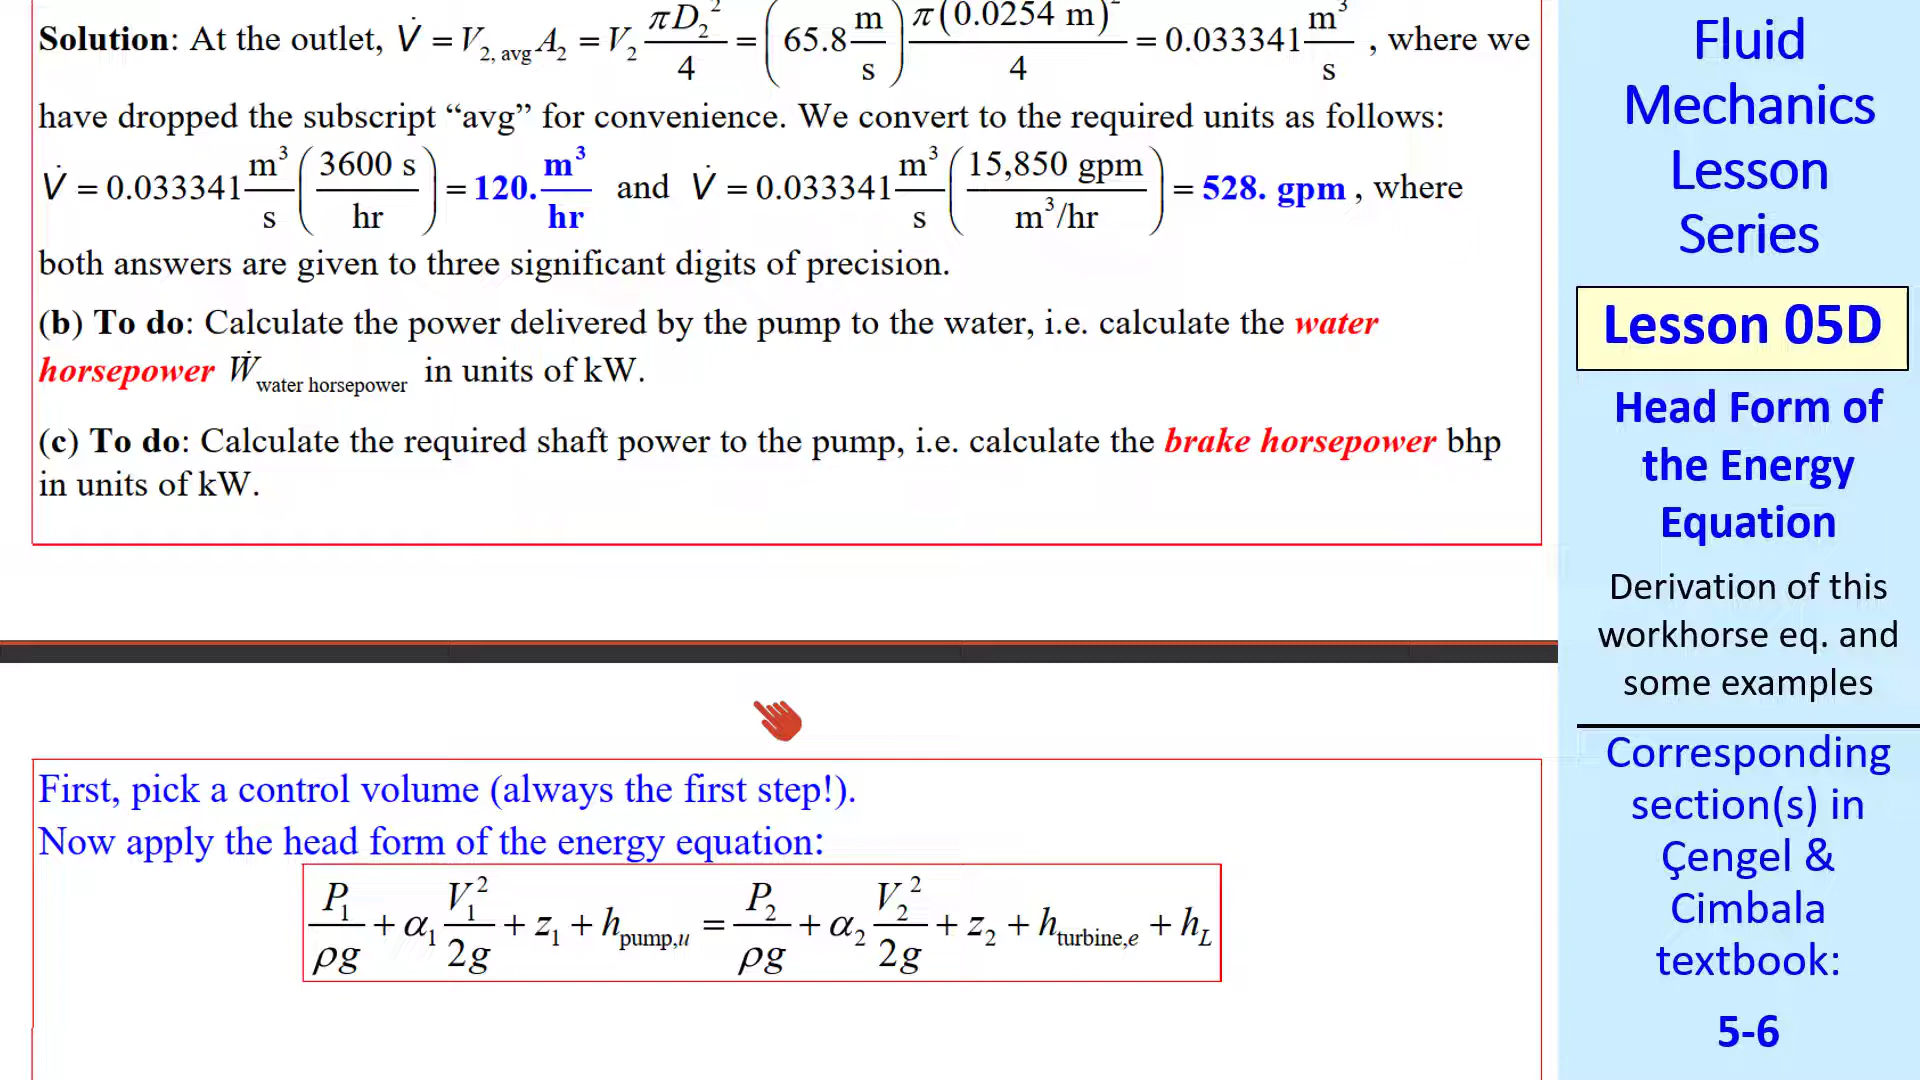 Solution: At the outlet, V̇ = V₂, avg A₂ = V₂ πD₂²/4 = (65.8 m/s) π(0.0254 m)²/4 = 0.033341 m³/s , where we
have dropped the subscript “avg” for convenience. We convert to the required units as follows:
V̇ = 0.033341 m³/s (3600 s/hr) = 120. m³/hr and V̇ = 0.033341 m³/s (15,850 gpm/m³/hr) = 528. gpm , where
both answers are given to three significant digits of precision.
(b) To do: Calculate the power delivered by the pump to the water, i.e. calculate the water
horsepower Ẇ water horsepower in units of kW.
(c) To do: Calculate the required shaft power to the pump, i.e. calculate the brake horsepower bhp
in units of kW.
First, pick a control volume (always the first step!).
Now apply the head form of the energy equation:
P₁/ρg + α₁ V₁²/2g + z₁ + h pump,u = P₂/ρg + α₂ V₂²/2g + z₂ + h turbine,e + h L
Fluid
Mechanics
Lesson
Series
Lesson 05D
Head Form of
the Energy
Equation
Derivation of this
workhorse eq. and
some examples
Corresponding
section(s) in
Çengel &
Cimbala
textbook:
5-6